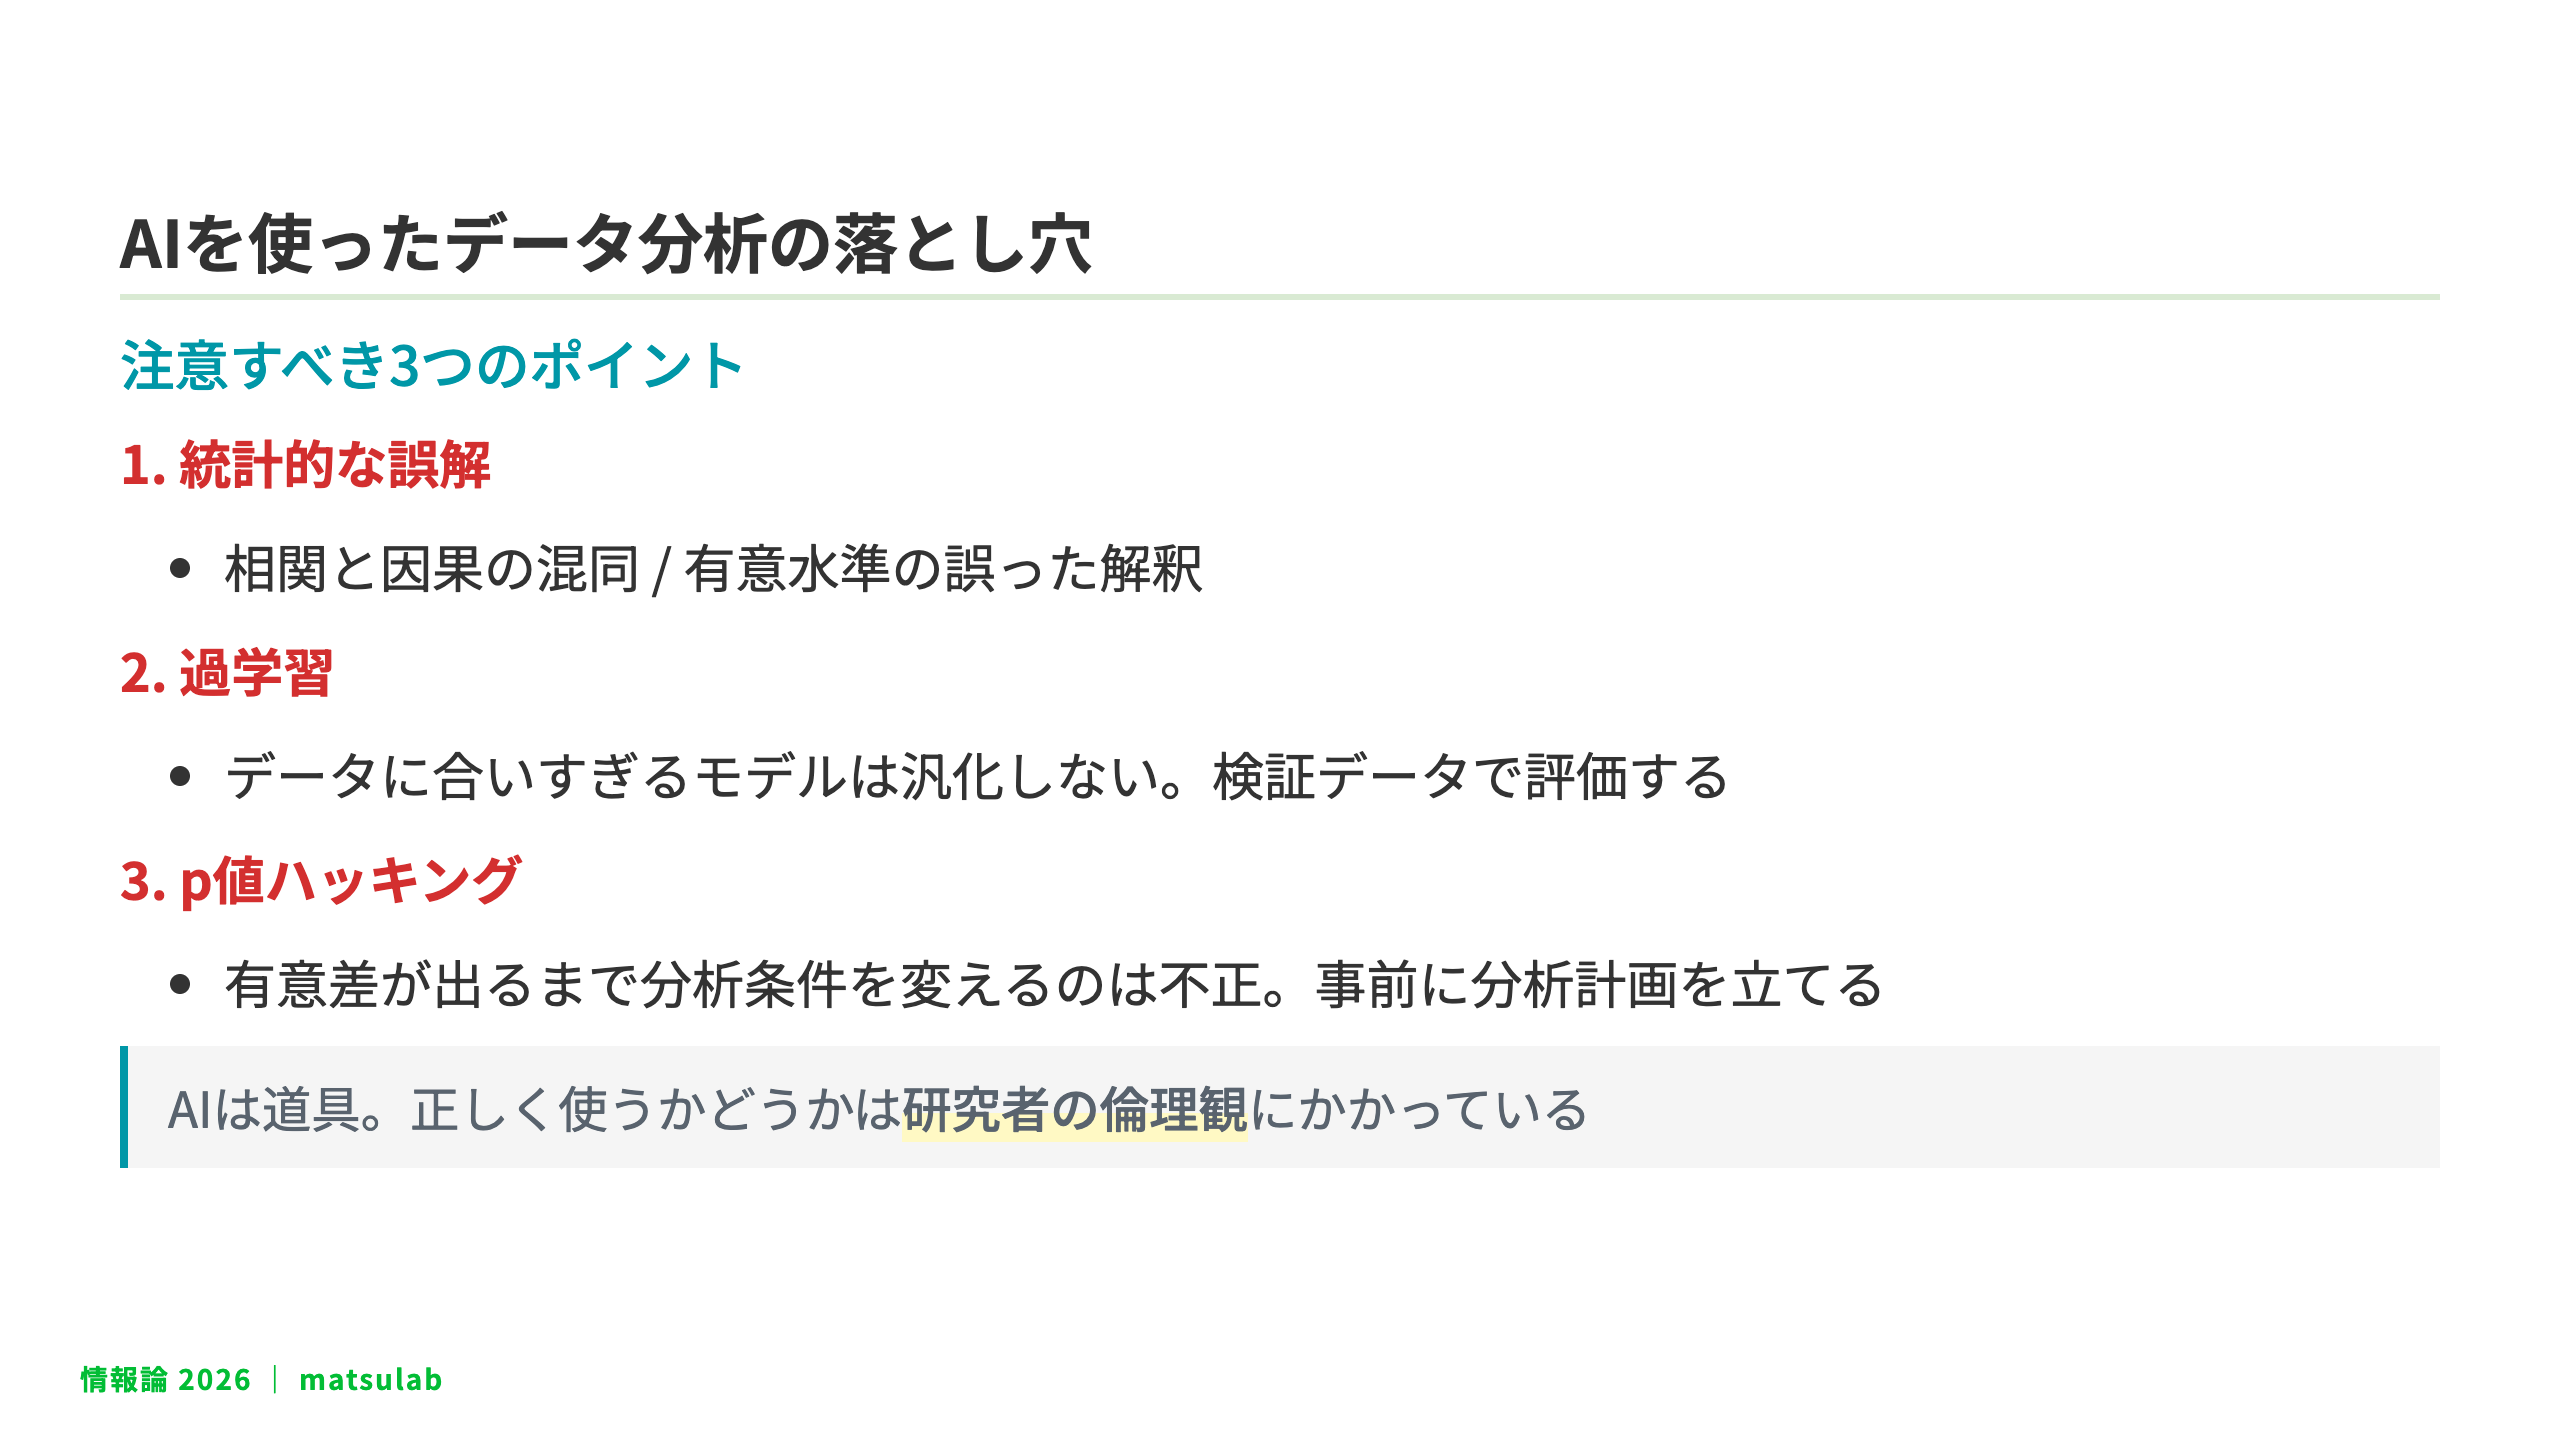 AIを使ったデータ分析の落とし穴
注意すべき3つのポイント
1. 統計的な誤解
• 相関と因果の混同 / 有意水準の誤った解釈
2. 過学習
• データに合いすぎるモデルは汎化しない。検証データで評価する
3. p値ハッキング
• 有意差が出るまで分析条件を変えるのは不正。事前に分析計画を立てる
AIは道具。正しく使うかどうかは研究者の倫理観にかかっている
情報論 2026 ｜ matsulab